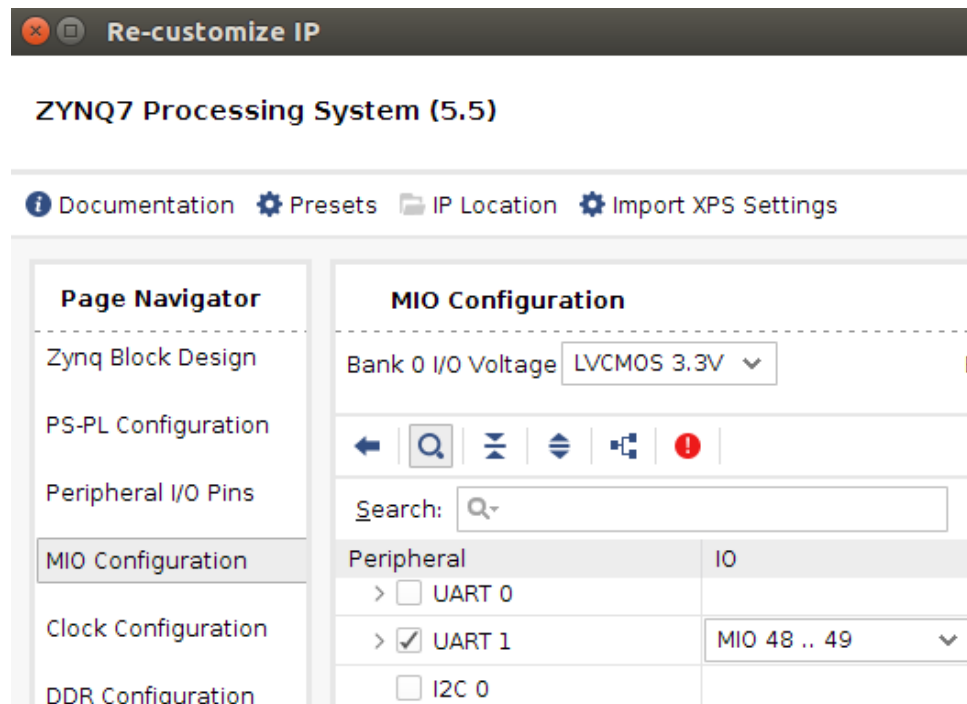 Re-customize IP
ZYNQ7 Processing System (5.5)
Documentation Presets IP Location Import XPS Settings
Page Navigator
Zynq Block Design
PS-PL Configuration
Peripheral I/O Pins
MIO Configuration
Clock Configuration
DDR Configuration
MIO Configuration
Bank 0 I/O Voltage LVCMOS 3.3V
Search:
Peripheral IO
UART 0
UART 1 MIO 48 .. 49
I2C 0